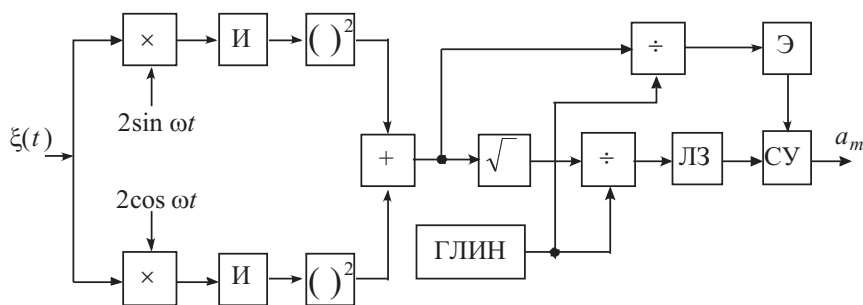 ×
И
( )²
÷
Э
2sin ωt
ξ(t)
+
√
÷
ЛЗ
СУ
a_m
2cos ωt
ГЛИН
×
И
( )²